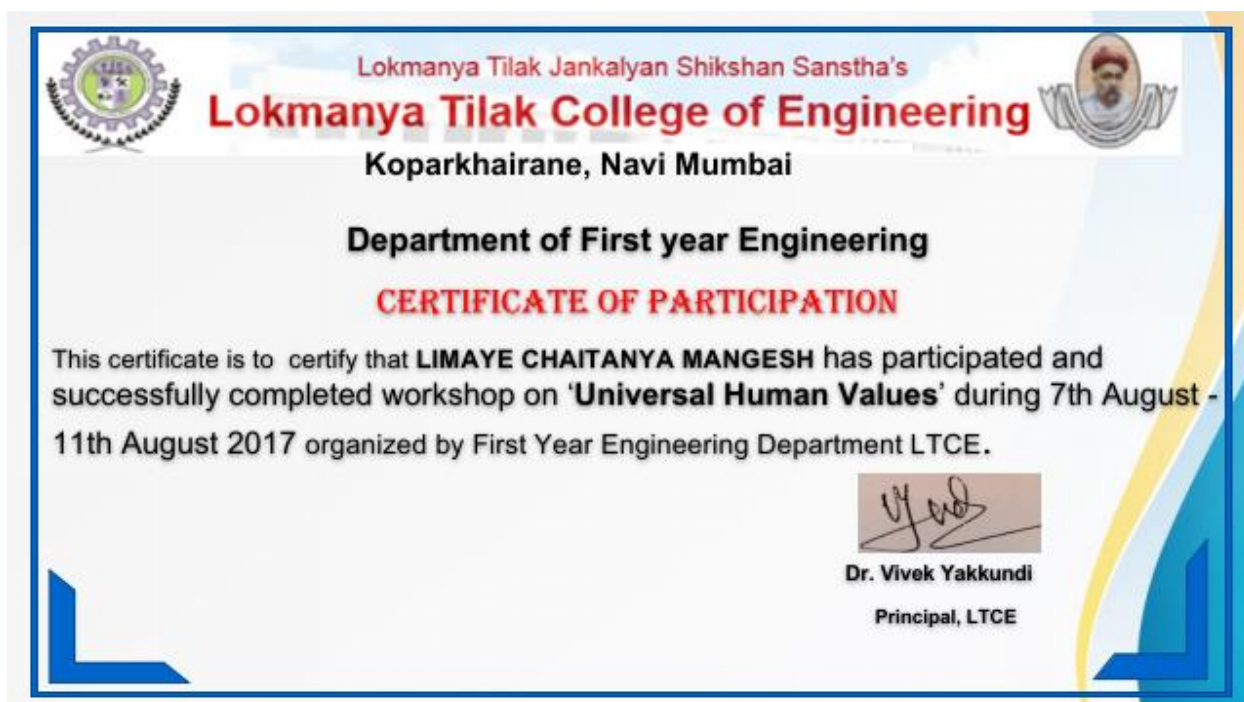 Lokmanya Tilak Jankalyan Shikshan Sanstha's
Lokmanya Tilak College of Engineering
Koparkhairane, Navi Mumbai
Department of First year Engineering
CERTIFICATE OF PARTICIPATION
This certificate is to certify that LIMAYE CHAITANYA MANGESH has participated and
successfully completed workshop on ‘Universal Human Values’ during 7th August -
11th August 2017 organized by First Year Engineering Department LTCE.
Dr. Vivek Yakkundi
Principal, LTCE